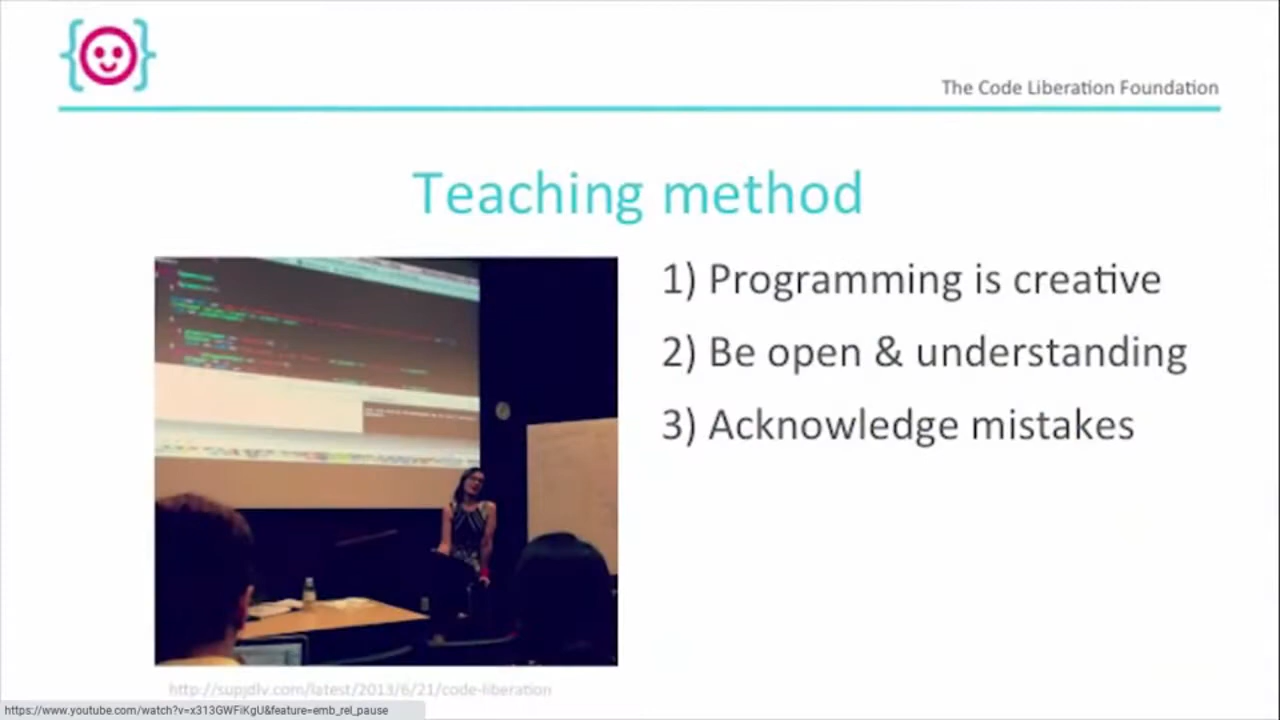 The Code Liberation Foundation
Teaching method
1) Programming is creative
2) Be open & understanding
3) Acknowledge mistakes
http://supjdlv.com/latest/2013/6/21/code-liberation
https://www.youtube.com/watch?v=x313GWFiKgU&feature=emb_rel_pause